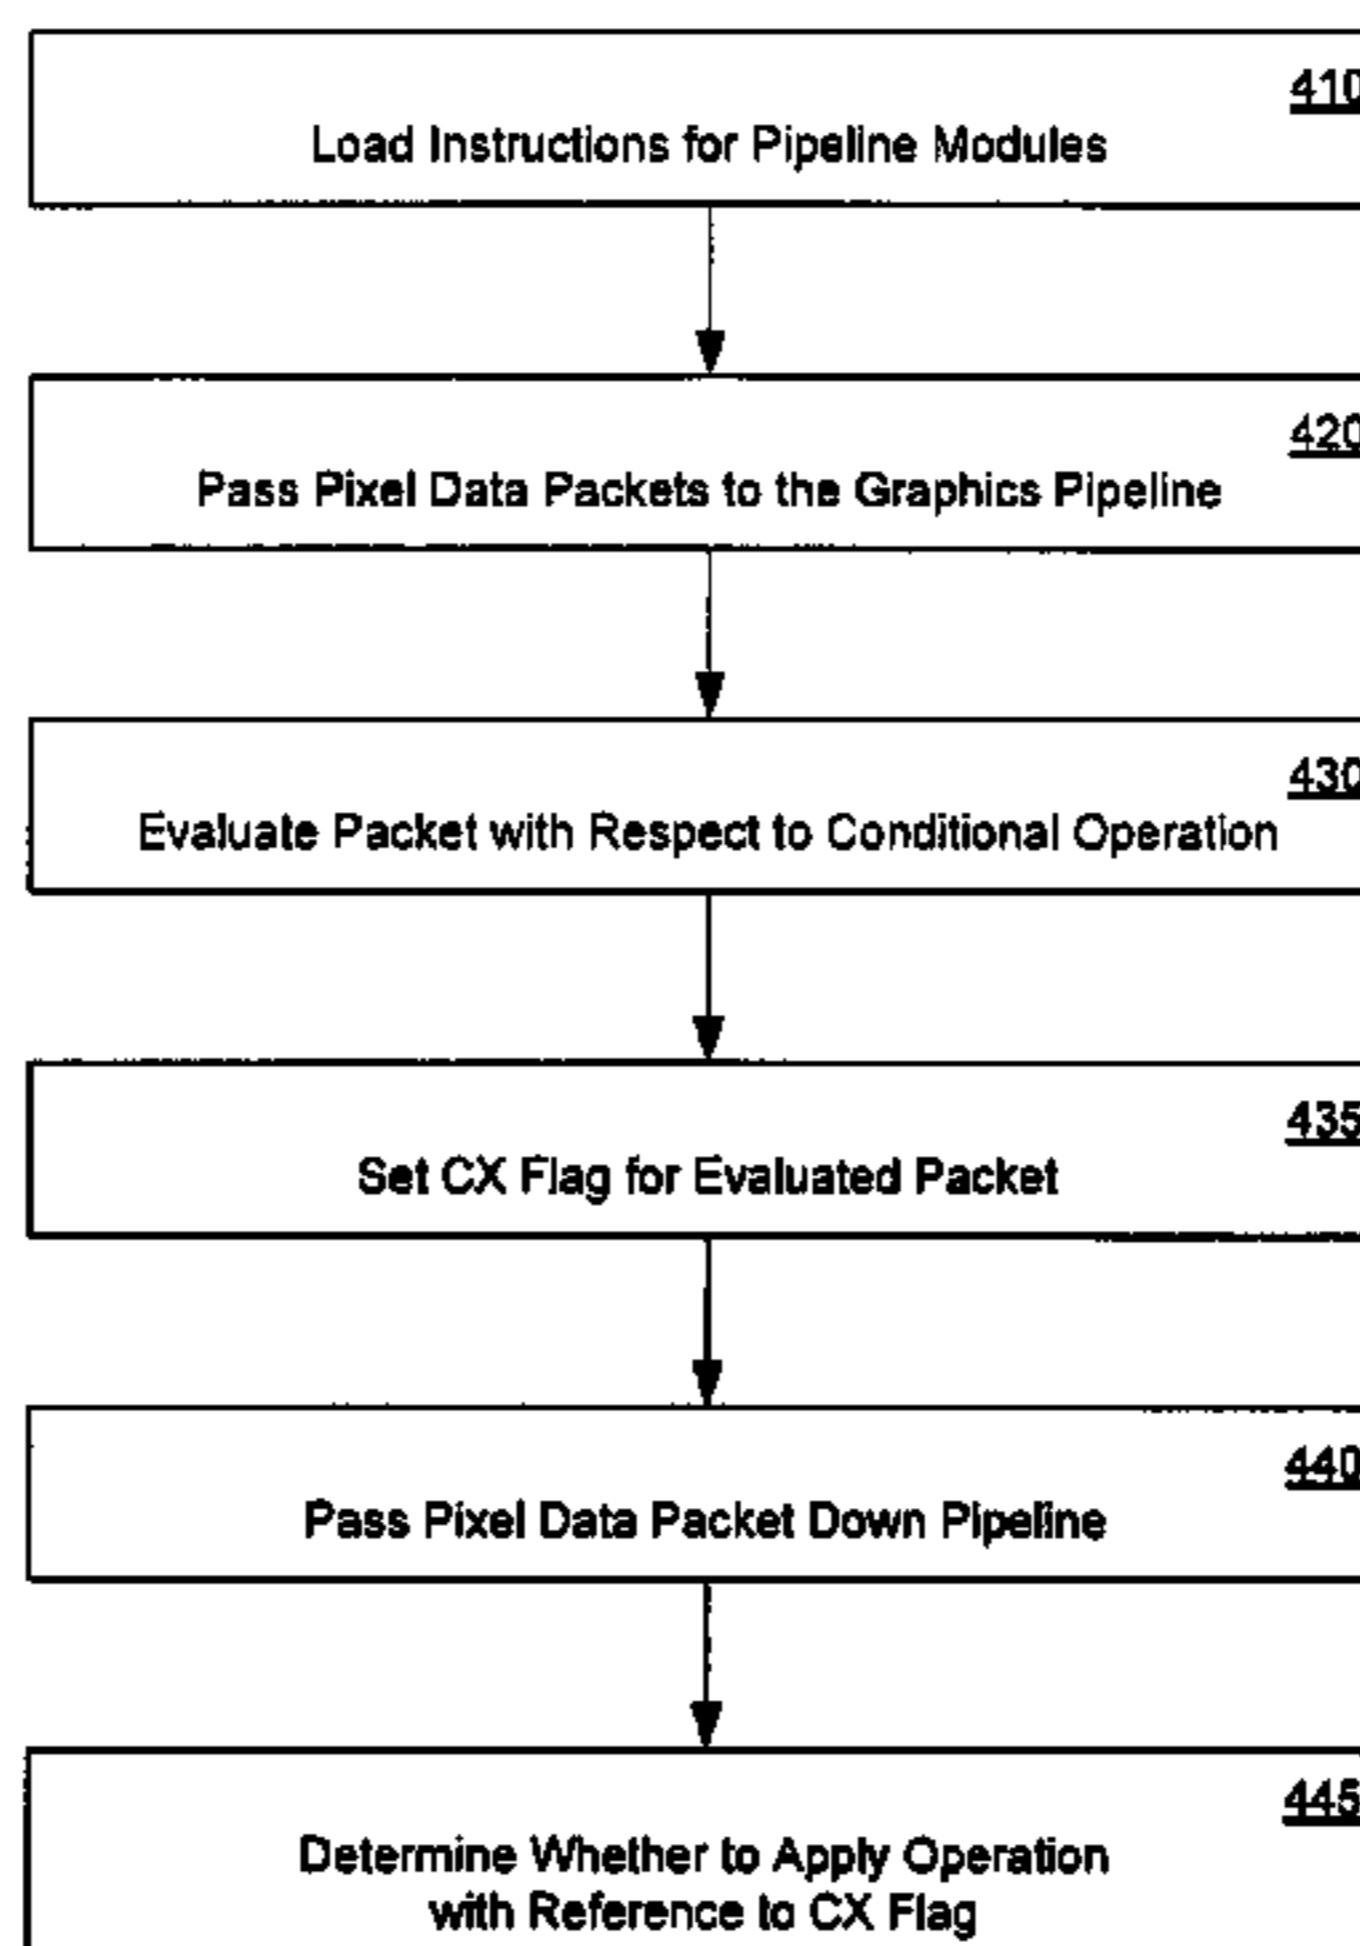 410
Load Instructions for Pipeline Modules
420
Pass Pixel Data Packets to the Graphics Pipeline
430
Evaluate Packet with Respect to Conditional Operation
435
Set CX Flag for Evaluated Packet
440
Pass Pixel Data Packet Down Pipeline
445
Determine Whether to Apply Operation
with Reference to CX Flag